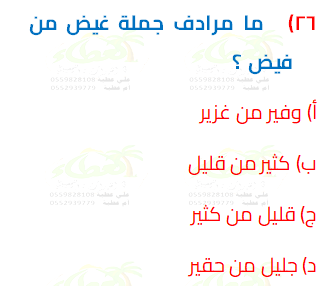 ٢٦) ما مرادف جملة غيض من
فيض ؟
أ) وفير من غزير
ب) كثير من قليل
ج) قليل من كثير
د) جليل من حقير